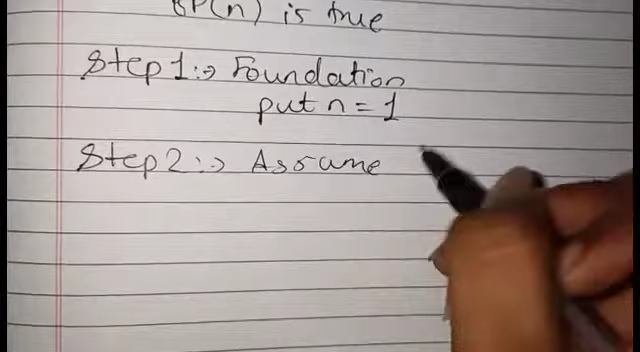 P(n) is true
Step 1:→ Foundation
put n = 1
Step 2:→ Assume